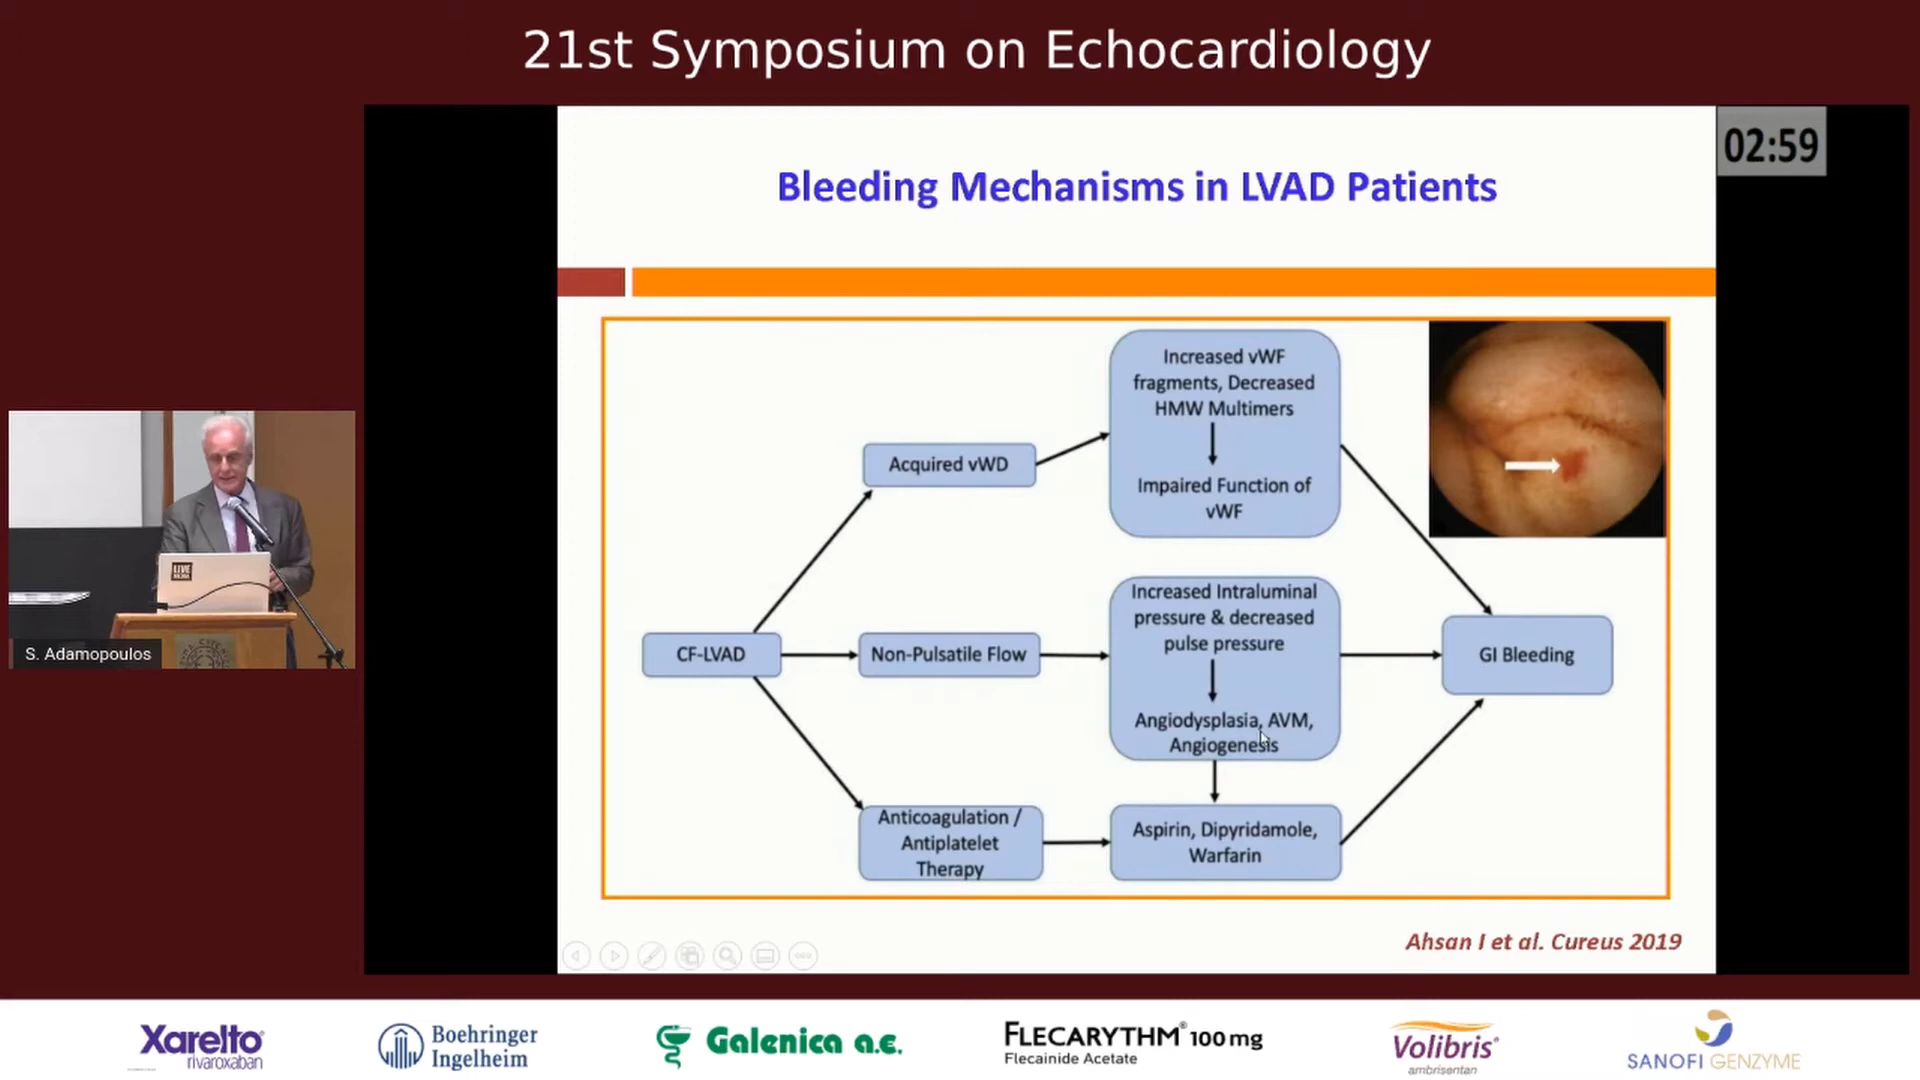 21st Symposium on Echocardiology
02:59
Bleeding Mechanisms in LVAD Patients
Increased vWF
fragments, Decreased
HMW Multimers
Impaired Function of
vWF
Acquired vWD
Increased Intraluminal
pressure & decreased
pulse pressure
Angiodysplasia, AVM,
Angiogenesis
CF-LVAD
Non-Pulsatile Flow
GI Bleeding
Anticoagulation /
Antiplatelet
Therapy
Aspirin, Dipyridamole,
Warfarin
Ahsan I et al. Cureus 2019
LIVE
S. Adamopoulos
Xarelto
rivaroxaban
Boehringer
Ingelheim
Galenica a.e.
FLECARYTHM® 100 mg
Flecainide Acetate
Volibris®
ambrisentan
SANOFI GENZYME